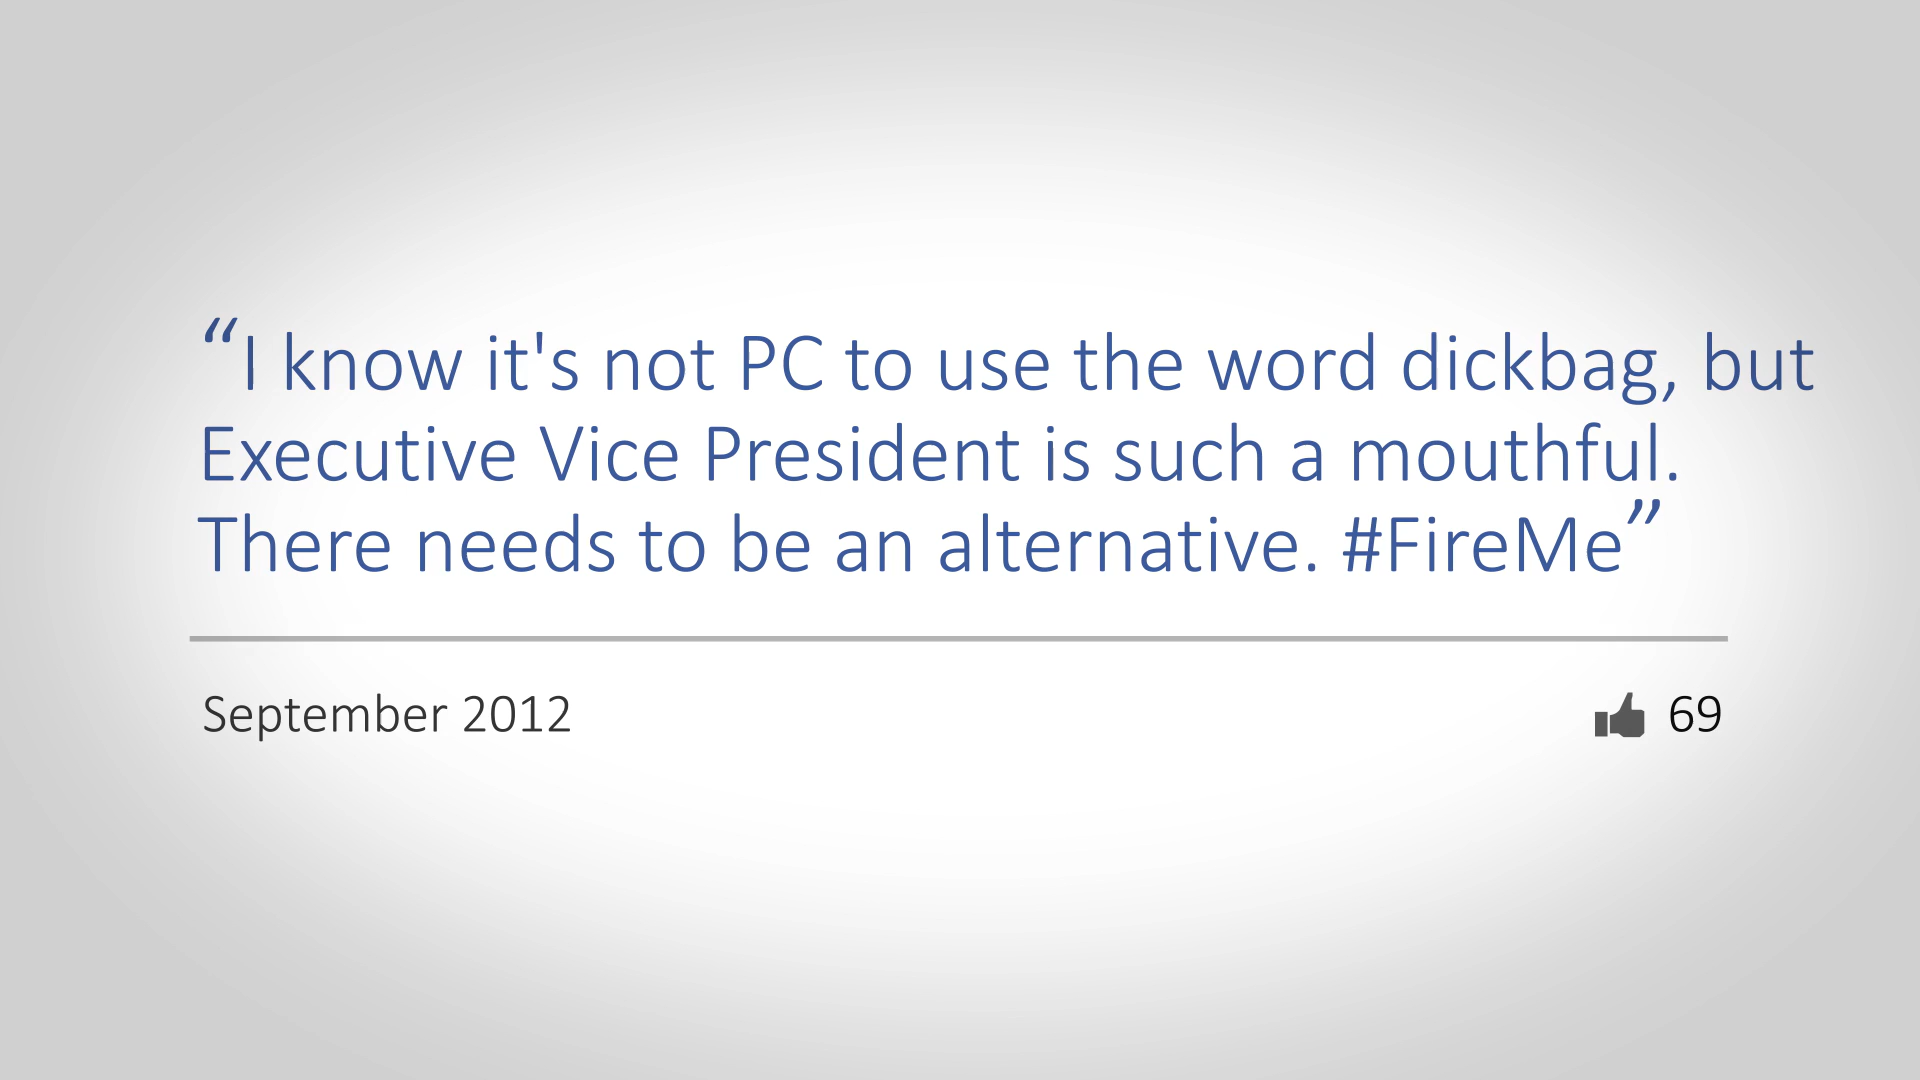 “I know it's not PC to use the word dickbag, but
Executive Vice President is such a mouthful.
There needs to be an alternative. #FireMe”
September 2012
69